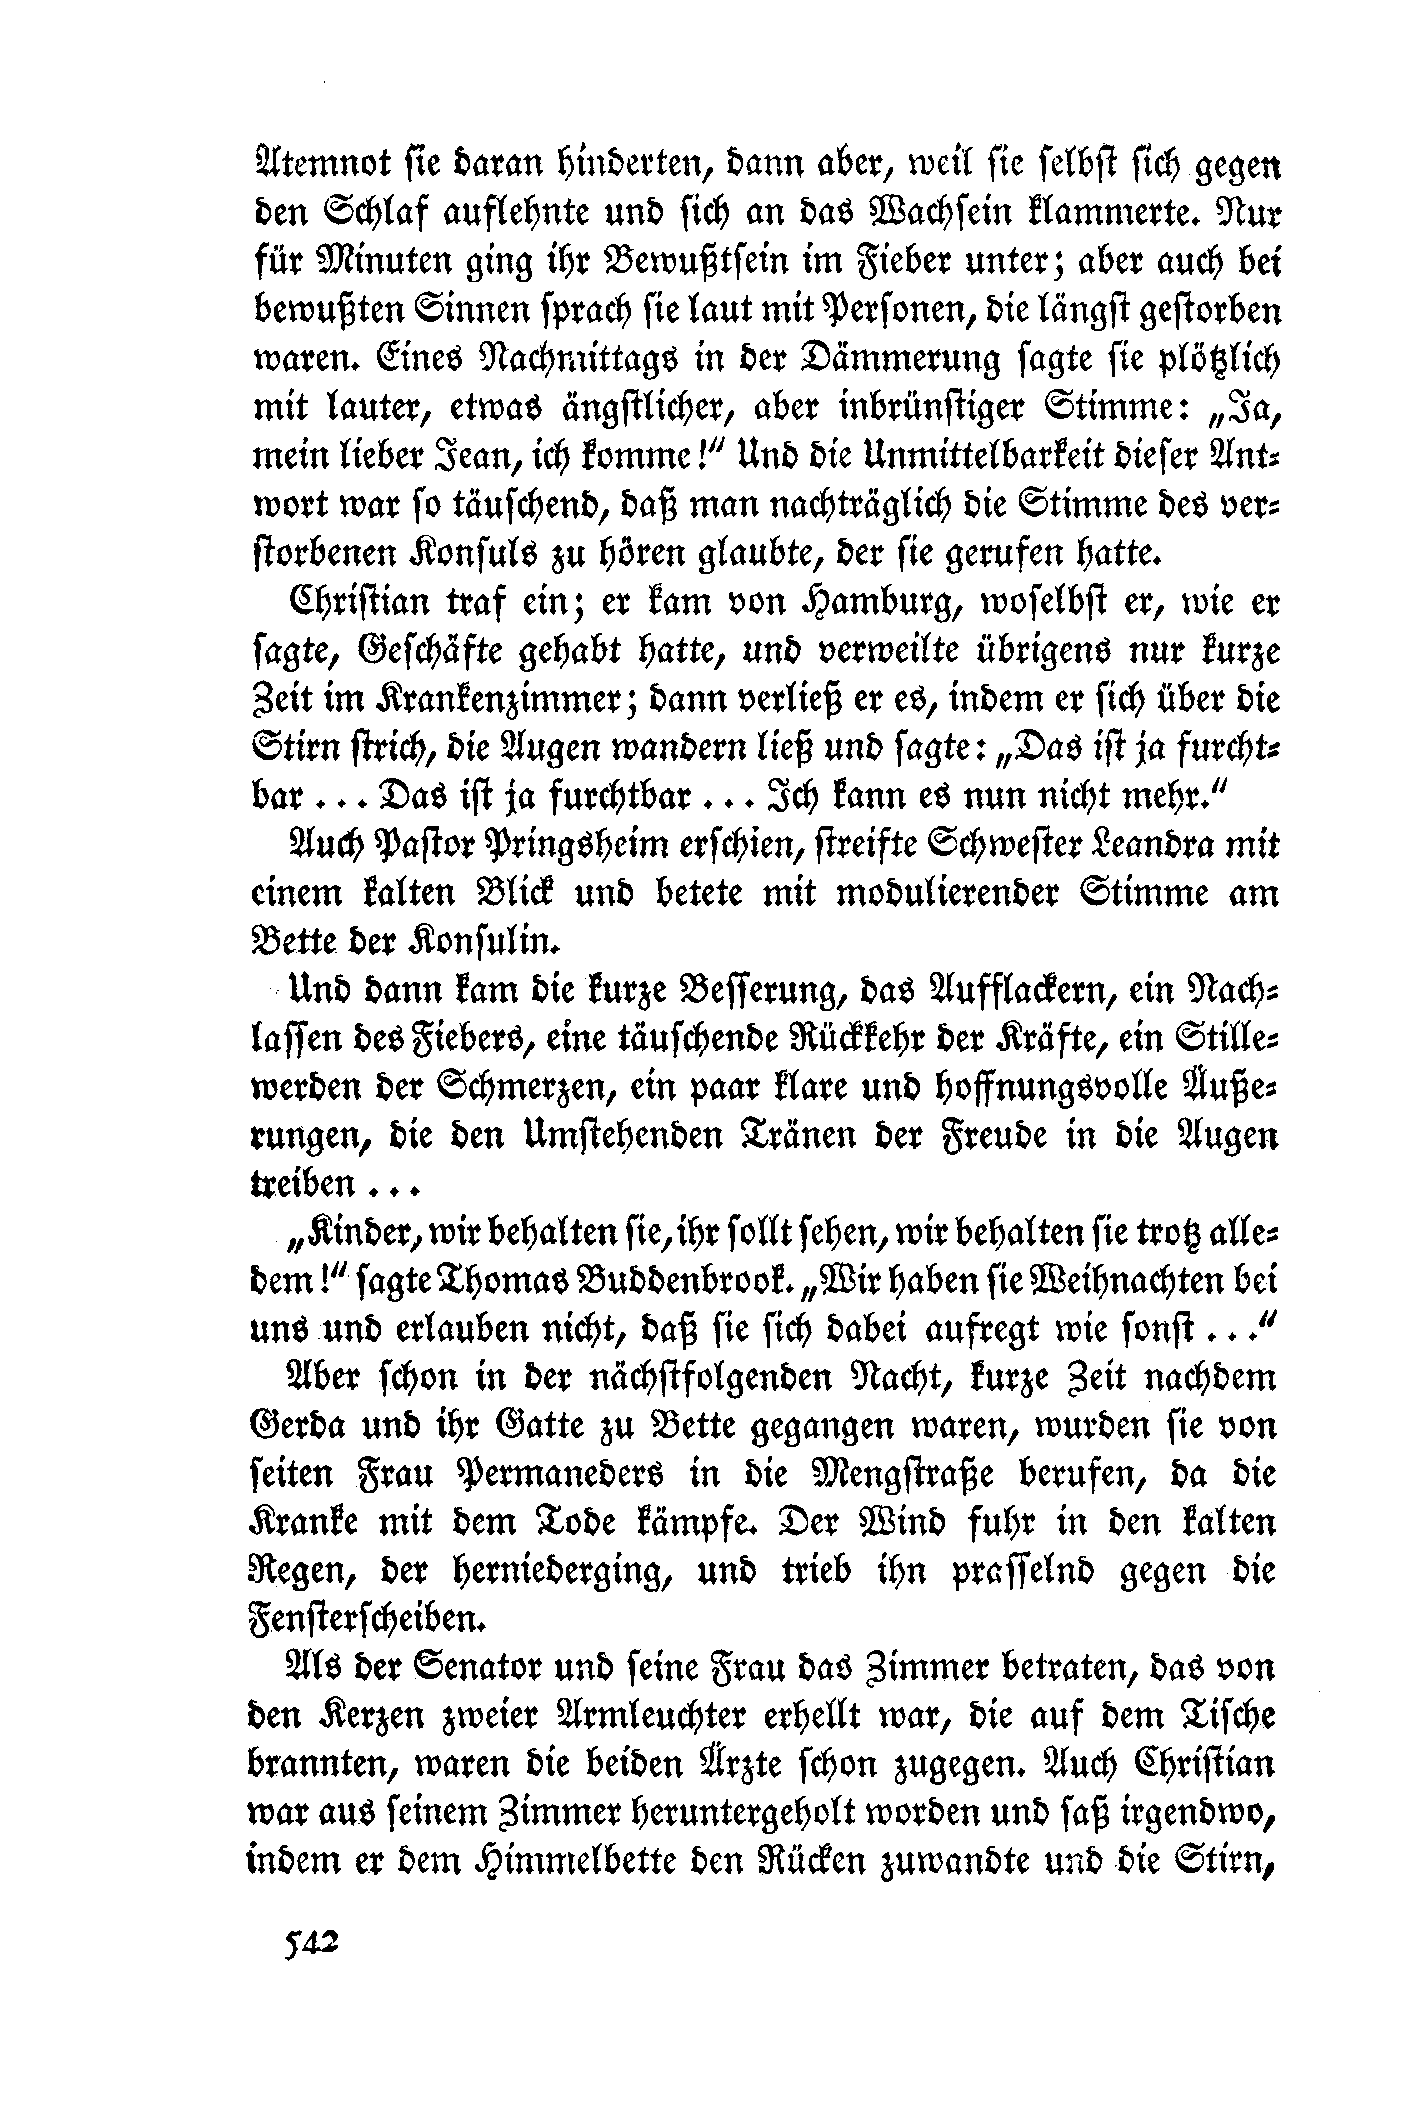 Atemnot sie daran hinderten, dann aber, weil sie selbst sich gegen
den Schlaf auflehnte und sich an das Wachsein klammerte. Nur
für Minuten ging ihr Bewußtsein im Fieber unter; aber auch bei
bewußten Sinnen sprach sie laut mit Personen, die längst gestorben
waren. Eines Nachmittags in der Dämmerung sagte sie plötzlich
mit lauter, etwas ängstlicher, aber inbrünstiger Stimme: „Ja,
mein lieber Jean, ich komme!“ Und die Unmittelbarkeit dieser Ant-
wort war so täuschend, daß man nachträglich die Stimme des ver-
storbenen Konsuls zu hören glaubte, der sie gerufen hatte.
Christian traf ein; er kam von Hamburg, woselbst er, wie er
sagte, Geschäfte gehabt hatte, und verweilte übrigens nur kurze
Zeit im Krankenzimmer; dann verließ er es, indem er sich über die
Stirn strich, die Augen wandern ließ und sagte: „Das ist ja furcht-
bar . . . Das ist ja furchtbar . . . Ich kann es nun nicht mehr.“
Auch Pastor Pringsheim erschien, streifte Schwester Leandra mit
einem kalten Blick und betete mit modulierender Stimme am
Bette der Konsulin.
Und dann kam die kurze Besserung, das Aufflackern, ein Nach-
lassen des Fiebers, eine täuschende Rückkehr der Kräfte, ein Stille-
werden der Schmerzen, ein paar klare und hoffnungsvolle Äuße-
rungen, die den Umstehenden Tränen der Freude in die Augen
treiben . . .
„Kinder, wir behalten sie, ihr sollt sehen, wir behalten sie trotz alle-
dem!“ sagte Thomas Buddenbrook. „Wir haben sie Weihnachten bei
uns und erlauben nicht, daß sie sich dabei aufregt wie sonst . . .“
Aber schon in der nächstfolgenden Nacht, kurze Zeit nachdem
Gerda und ihr Gatte zu Bette gegangen waren, wurden sie von
seiten Frau Permaneders in die Mengstraße berufen, da die
Kranke mit dem Tode kämpfe. Der Wind fuhr in den kalten
Regen, der herniederging, und trieb ihn prasselnd gegen die
Fensterscheiben.
Als der Senator und seine Frau das Zimmer betraten, das von
den Kerzen zweier Armleuchter erhellt war, die auf dem Tische
brannten, waren die beiden Ärzte schon zugegen. Auch Christian
war aus seinem Zimmer heruntergeholt worden und saß irgendwo,
indem er dem Himmelbette den Rücken zuwandte und die Stirn,
542